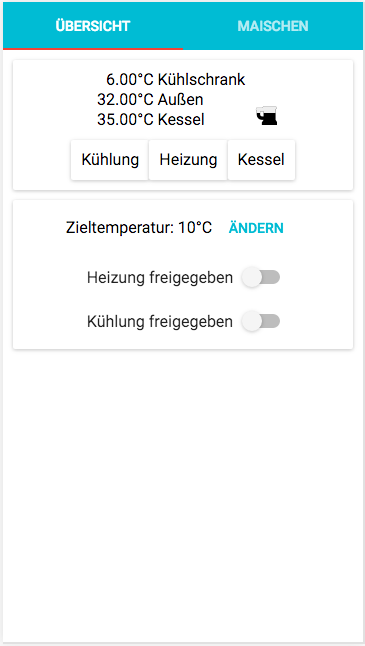 ÜBERSICHT MAISCHEN
6.00°C Kühlschrank
32.00°C Außen
35.00°C Kessel
Kühlung Heizung Kessel
Zieltemperatur: 10°C ÄNDERN
Heizung freigegeben
Kühlung freigegeben